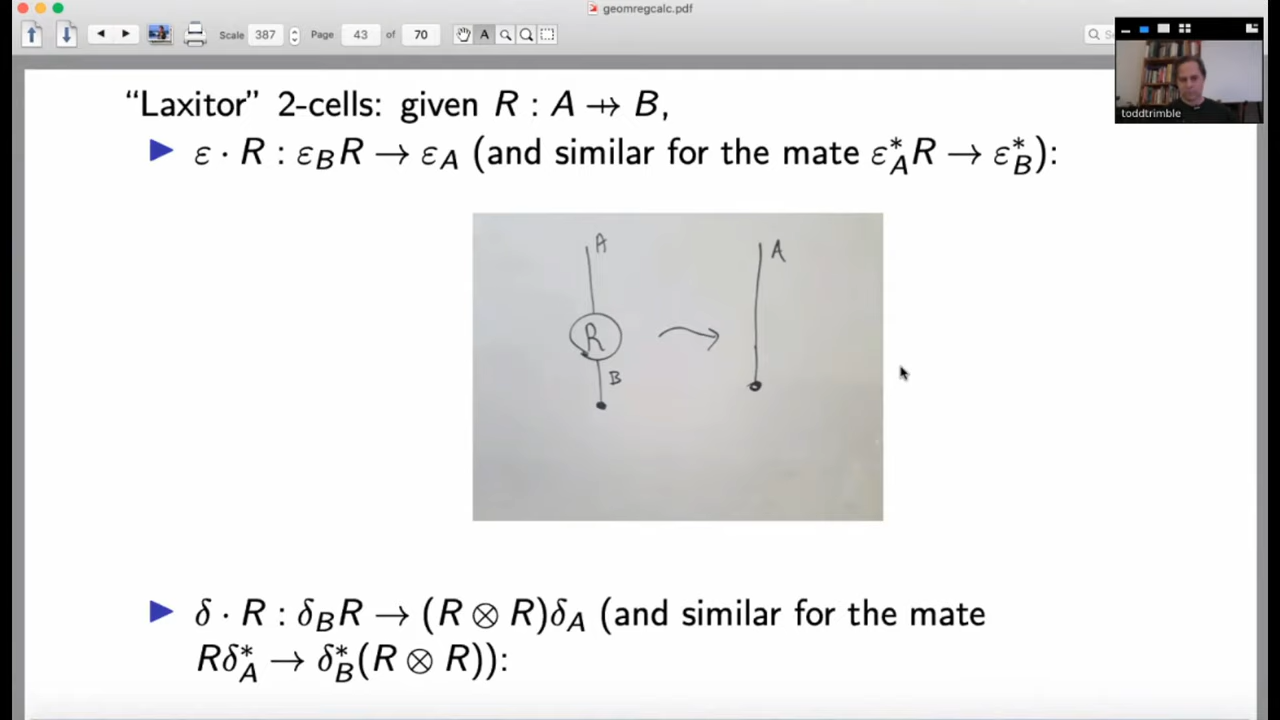 geomregcalc.pdf
Scale 387 Page 43 of 70
toddtrimble
“Laxitor” 2-cells: given R : A ⇸ B,
ε · R : ε_B R → ε_A (and similar for the mate ε*_A R → ε*_B):
A A
R
B
δ · R : δ_B R → (R ⊗ R)δ_A (and similar for the mate
Rδ*_A → δ*_B(R ⊗ R)):